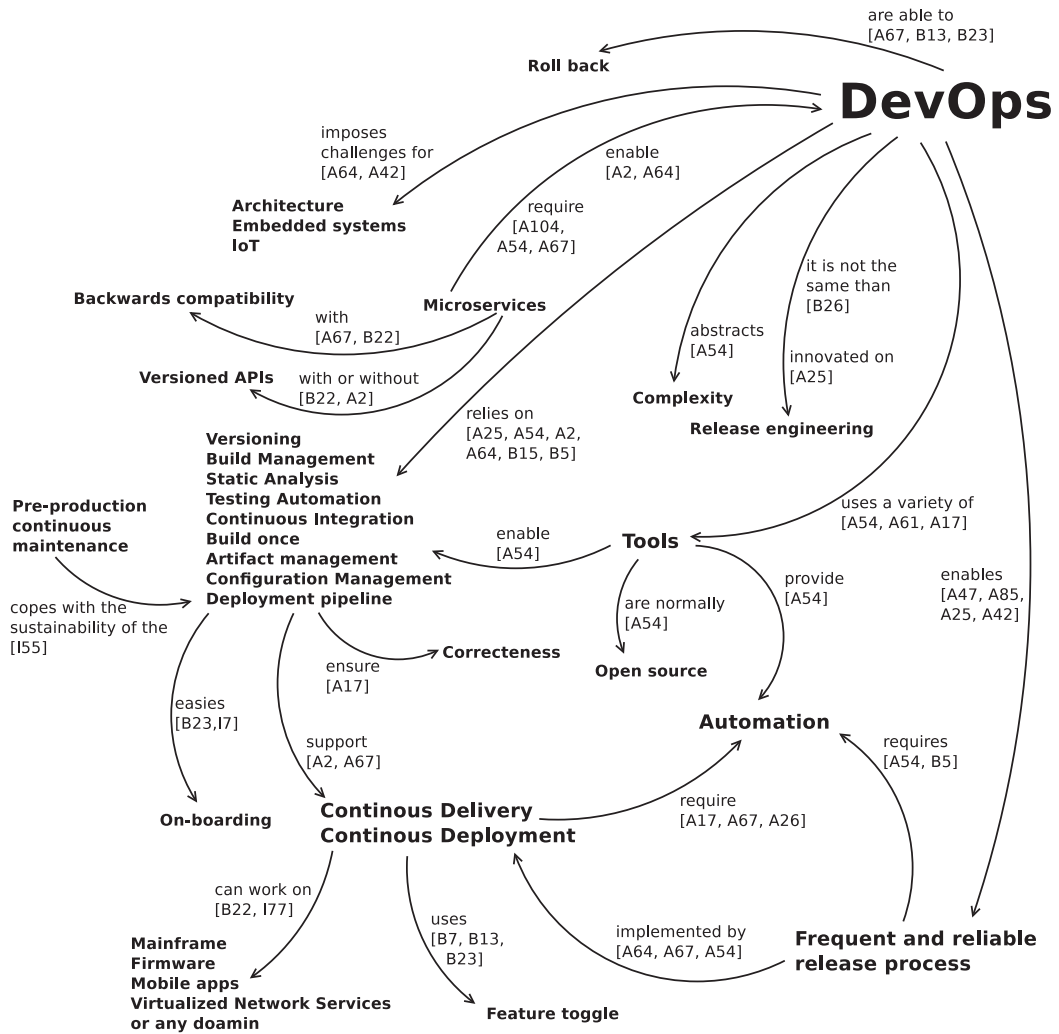 are able to
[A67, B13, B23]
Roll back
DevOps
imposes
challenges for
[A64, A42]
enable
[A2, A64]
Architecture
Embedded systems
IoT
require
[A104,
A54, A67]
it is not the
same than
[B26]
Backwards compatibility
with
[A67, B22]
Microservices
abstracts
[A54]
innovated on
[A25]
Versioned APIs
with or without
[B22, A2]
Complexity
Release engineering
relies on
[A25, A54, A2,
A64, B15, B5]
Versioning
Build Management
Static Analysis
Testing Automation
Continuous Integration
Build once
Artifact management
Configuration Management
Deployment pipeline
Pre-production
continuous
maintenance
uses a variety of
[A54, A61, A17]
enable
[A54]
Tools
copes with the
sustainability of the
[I55]
are normally
[A54]
provide
[A54]
enables
[A47, A85,
A25, A42]
ensure
[A17]
Correcteness
Open source
easies
[B23,I7]
support
[A2, A67]
Automation
requires
[A54, B5]
On-boarding
Continous Delivery
Continous Deployment
require
[A17, A67, A26]
can work on
[B22, I77]
uses
[B7, B13,
B23]
implemented by
[A64, A67, A54]
Frequent and reliable
release process
Mainframe
Firmware
Mobile apps
Virtualized Network Services
or any doamin
Feature toggle